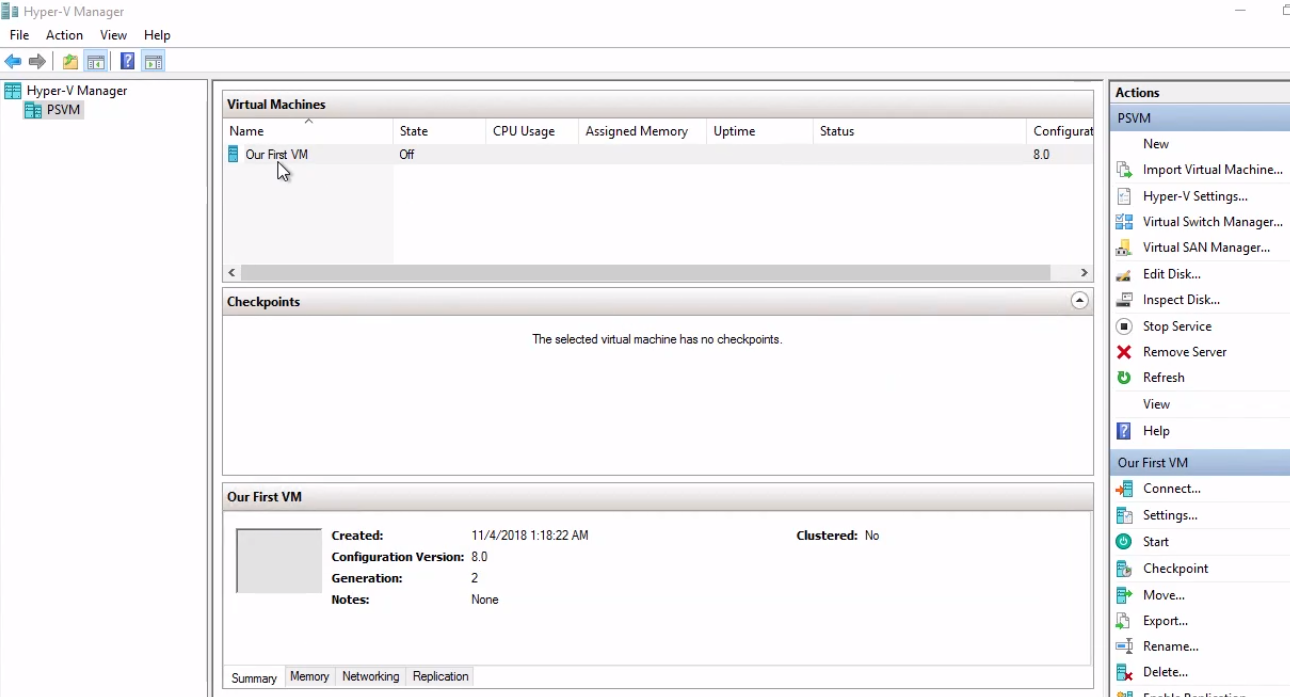 Hyper-V Manager
File Action View Help
Hyper-V Manager
PSVM
Virtual Machines
Name State CPU Usage Assigned Memory Uptime Status Configurat
Our First VM Off 8.0
Checkpoints
The selected virtual machine has no checkpoints.
Our First VM
Created: 11/4/2018 1:18:22 AM Clustered: No
Configuration Version: 8.0
Generation: 2
Notes: None
Summary Memory Networking Replication
Actions
PSVM
New
Import Virtual Machine...
Hyper-V Settings...
Virtual Switch Manager...
Virtual SAN Manager...
Edit Disk...
Inspect Disk...
Stop Service
Remove Server
Refresh
View
Help
Our First VM
Connect...
Settings...
Start
Checkpoint
Move...
Export...
Rename...
Delete...